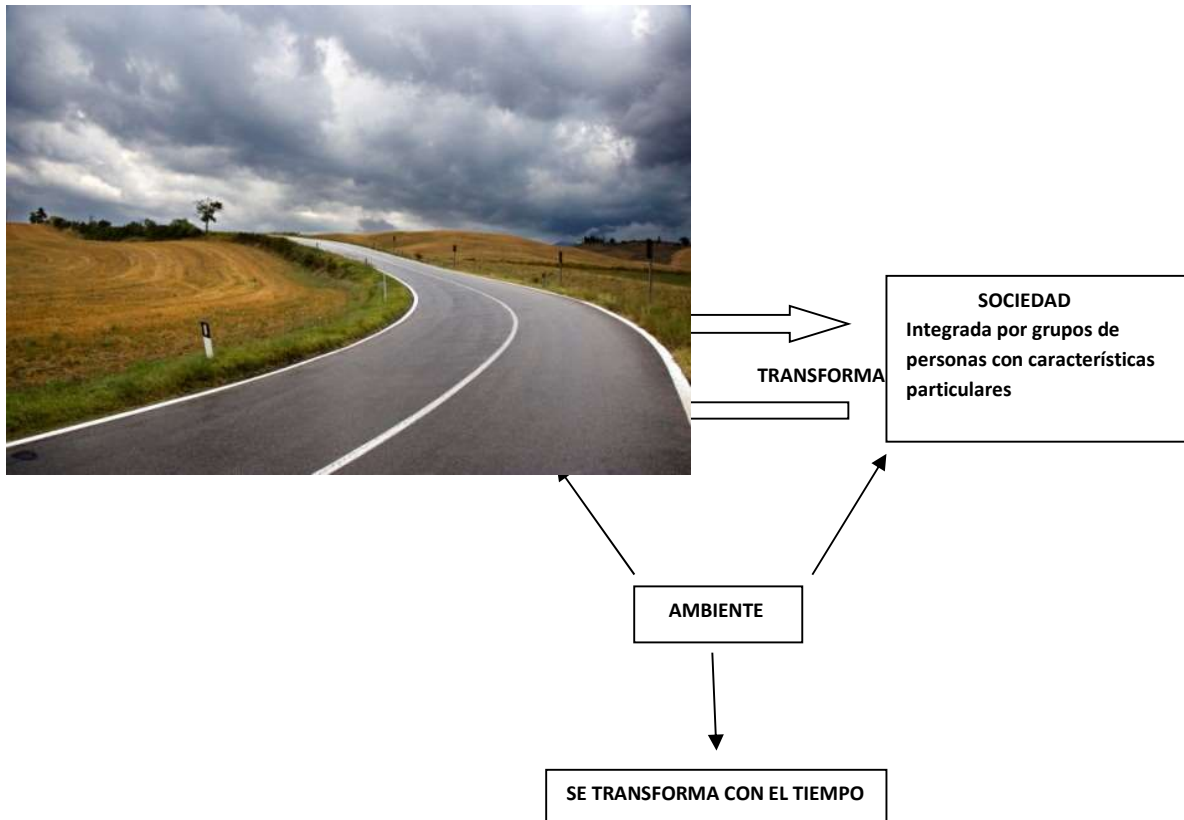 SOCIEDAD
Integrada por grupos de
personas con características
particulares
TRANSFORMA
AMBIENTE
SE TRANSFORMA CON EL TIEMPO